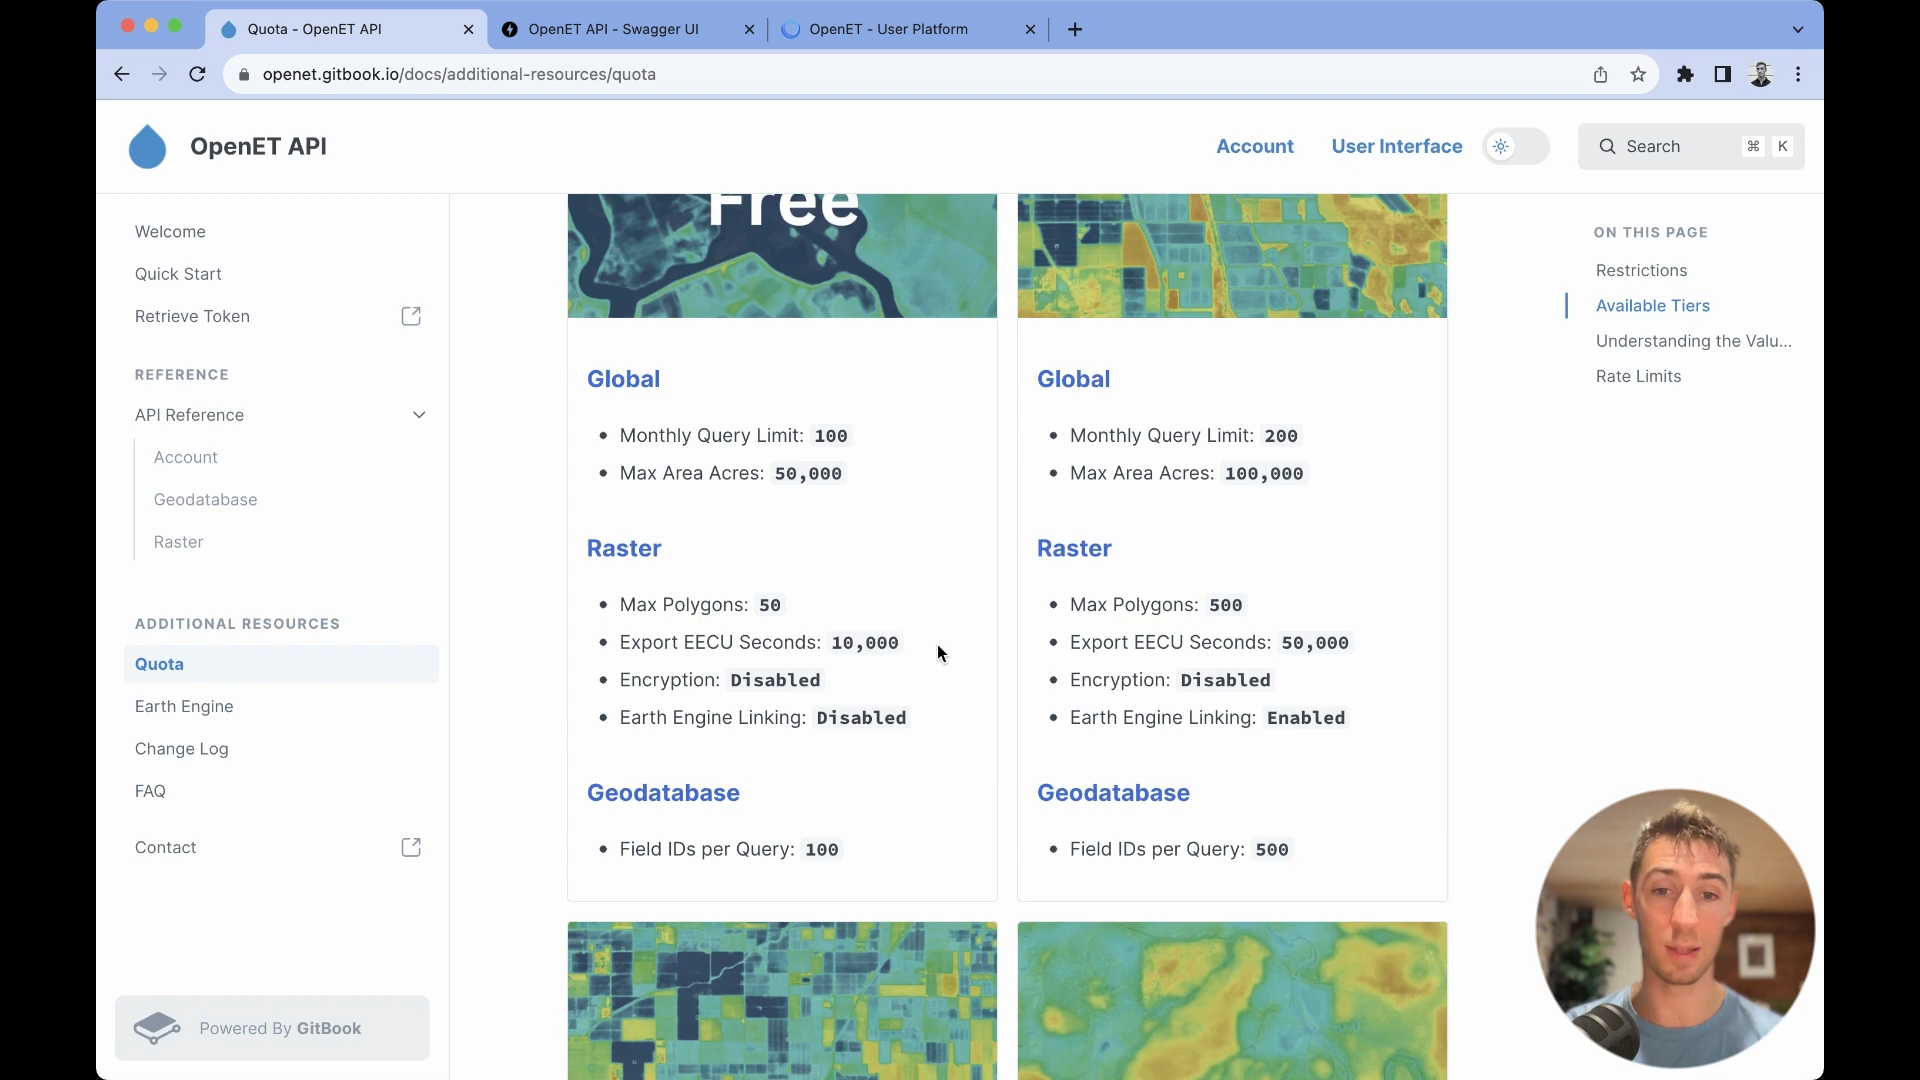 Quota - OpenET API
OpenET API - Swagger UI
OpenET - User Platform
openet.gitbook.io/docs/additional-resources/quota
OpenET API
Account
User Interface
Search
⌘ K
Welcome
Quick Start
Retrieve Token
REFERENCE
API Reference
Account
Geodatabase
Raster
ADDITIONAL RESOURCES
Quota
Earth Engine
Change Log
FAQ
Contact
Powered By GitBook
Free
Global
• Monthly Query Limit: 100
• Max Area Acres: 50,000
Raster
• Max Polygons: 50
• Export EECU Seconds: 10,000
• Encryption: Disabled
• Earth Engine Linking: Disabled
Geodatabase
• Field IDs per Query: 100
Global
• Monthly Query Limit: 200
• Max Area Acres: 100,000
Raster
• Max Polygons: 500
• Export EECU Seconds: 50,000
• Encryption: Disabled
• Earth Engine Linking: Enabled
Geodatabase
• Field IDs per Query: 500
ON THIS PAGE
Restrictions
Available Tiers
Understanding the Valu...
Rate Limits